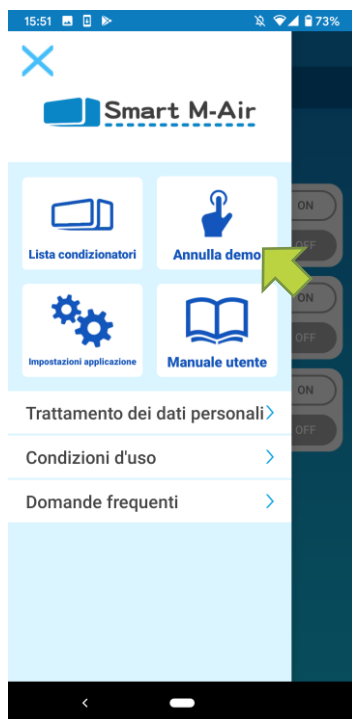 15:51
73%
Smart M-Air
ON
Lista condizionatori
Annulla demo
OFF
ON
Impostazioni applicazione
Manuale utente
OFF
Trattamento dei dati personali
ON
OFF
Condizioni d'uso
Domande frequenti